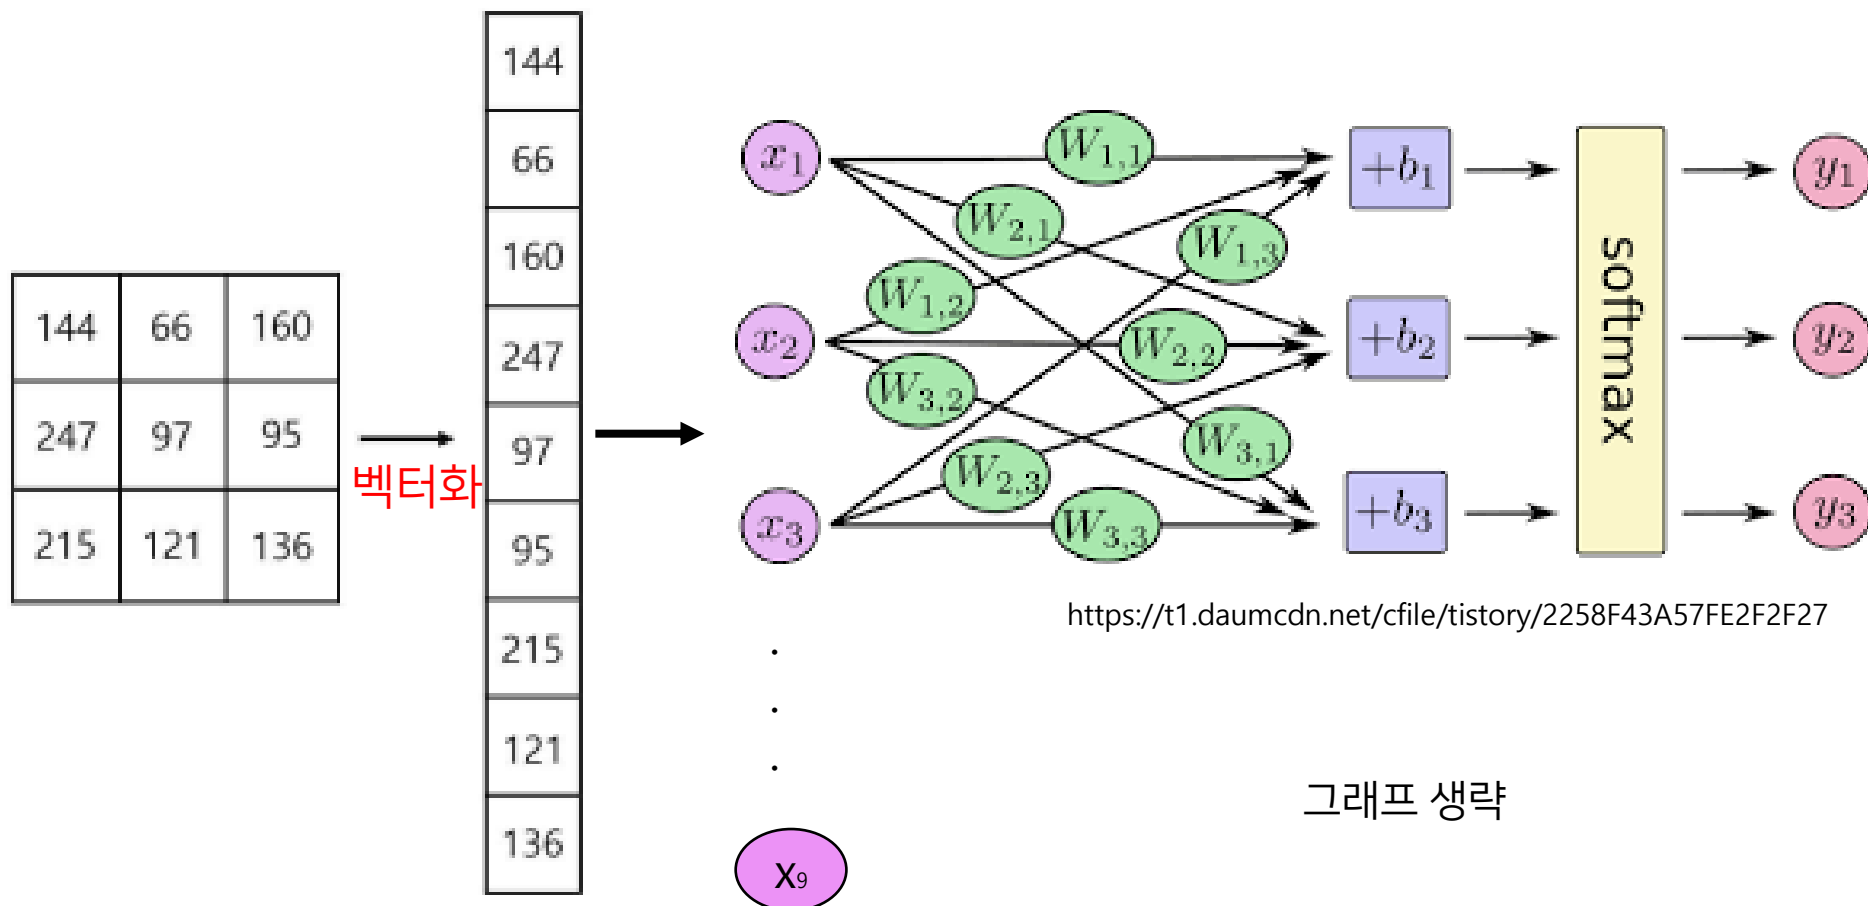 144 66 160
247 97 95
215 121 136
벡터화
144
66
160
247
97
95
215
121
136
x1
x2
x3
.
.
.
X9
W1,1
W2,1
W1,3
W1,2
W2,2
W3,2
W3,1
W2,3
W3,3
+b1
+b2
+b3
softmax
y1
y2
y3
https://t1.daumcdn.net/cfile/tistory/2258F43A57FE2F2F27
그래프 생략